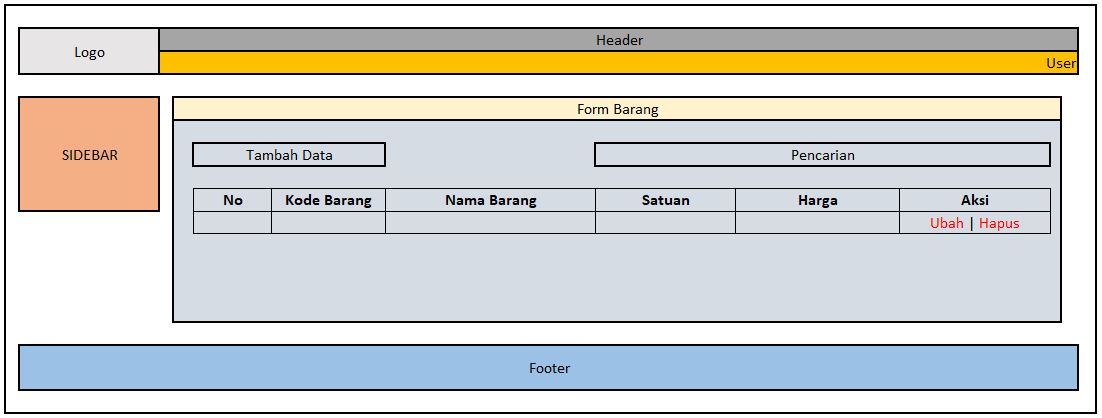 Logo
Header
User
SIDEBAR
Form Barang
Tambah Data
Pencarian
No Kode Barang Nama Barang Satuan Harga Aksi
Ubah | Hapus
Footer